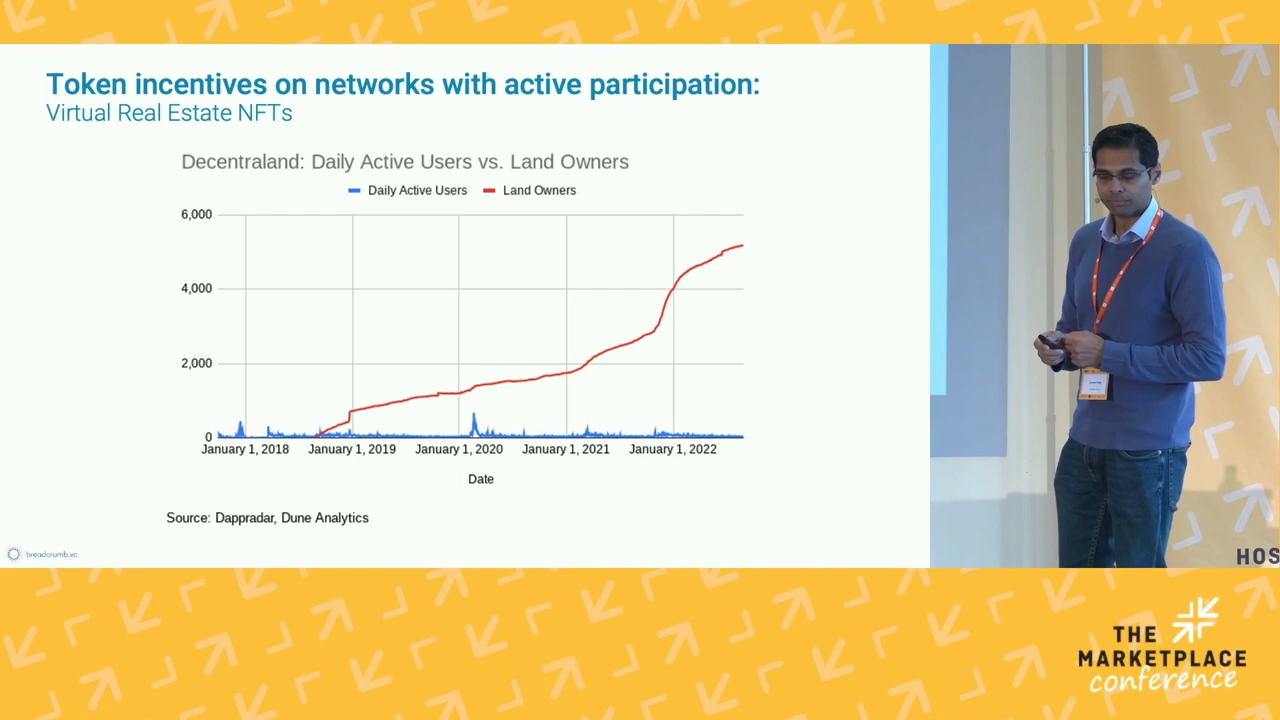 Token incentives on networks with active participation:
Virtual Real Estate NFTs
Decentraland: Daily Active Users vs. Land Owners
Daily Active Users Land Owners
6,000
4,000
2,000
0
January 1, 2018 January 1, 2019 January 1, 2020 January 1, 2021 January 1, 2022
Date
Source: Dappradar, Dune Analytics
breadcrumb.vc
HOS
THE
MARKETPLACE
conference